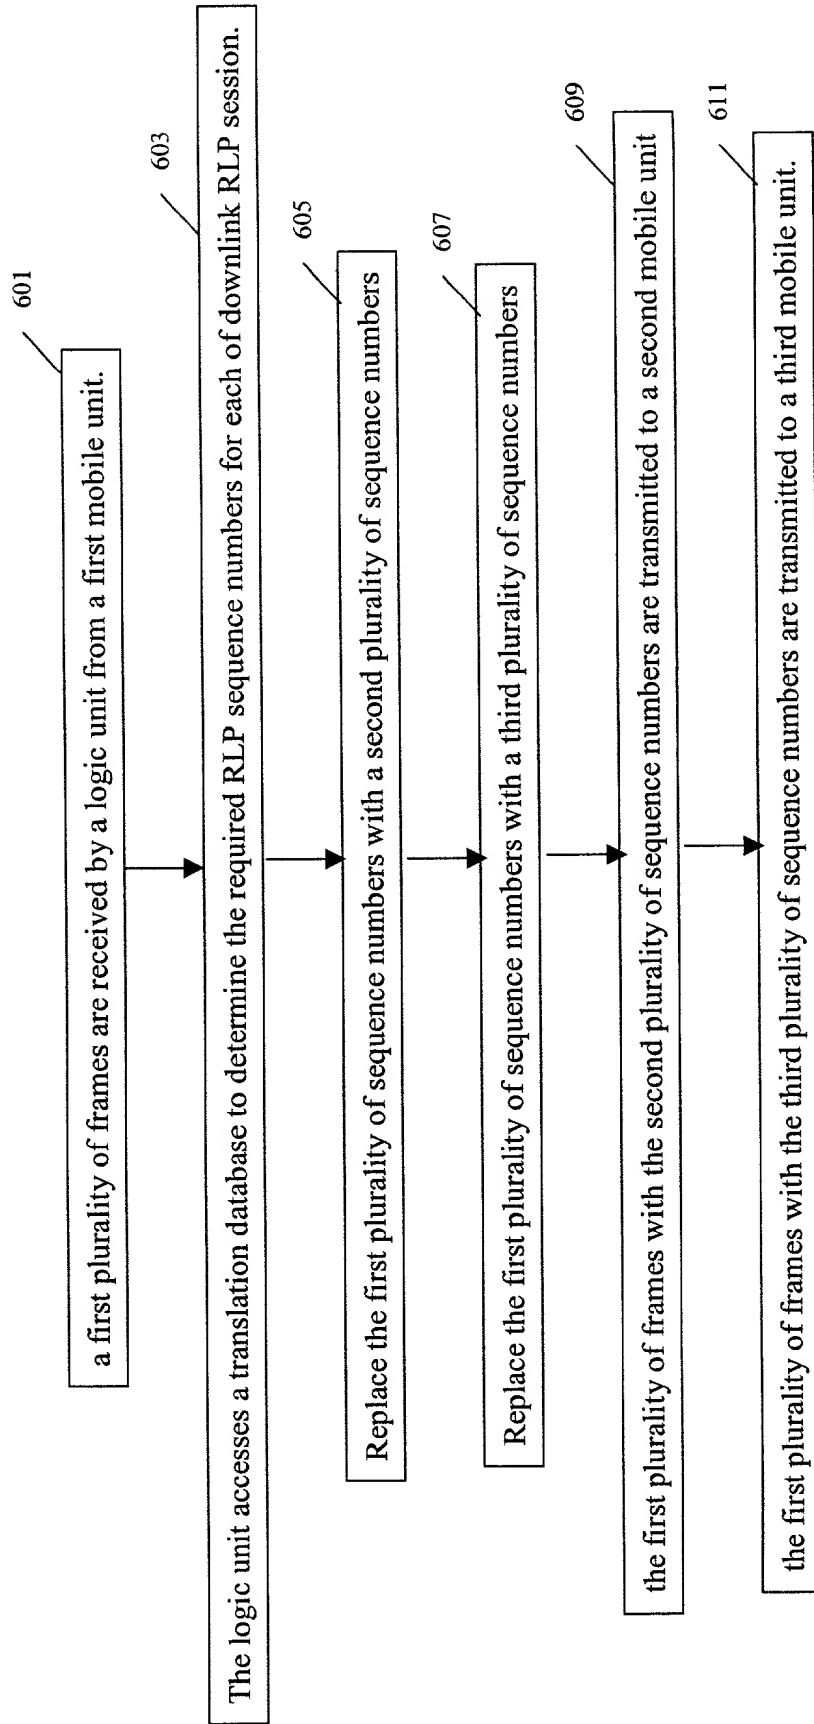 601
a first plurality of frames are received by a logic unit from a first mobile unit.
603
The logic unit accesses a translation database to determine the required RLP sequence numbers for each of downlink RLP session.
605
Replace the first plurality of sequence numbers with a second plurality of sequence numbers
607
Replace the first plurality of sequence numbers with a third plurality of sequence numbers
609
the first plurality of frames with the second plurality of sequence numbers are transmitted to a second mobile unit
611
the first plurality of frames with the third plurality of sequence numbers are transmitted to a third mobile unit.